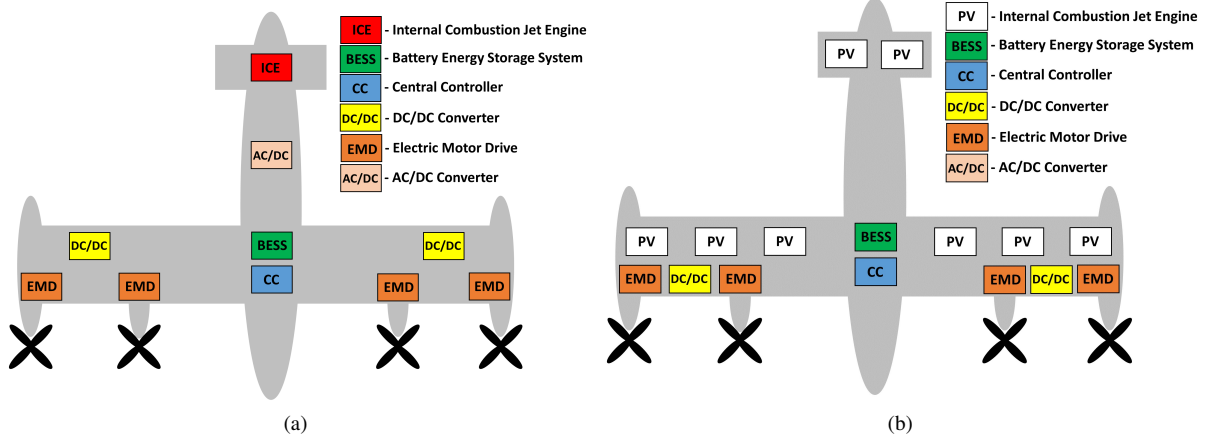 ICE - Internal Combustion Jet Engine
BESS - Battery Energy Storage System
CC - Central Controller
DC/DC - DC/DC Converter
EMD - Electric Motor Drive
AC/DC - AC/DC Converter
ICE
AC/DC
DC/DC BESS DC/DC
CC
EMD EMD EMD EMD
(a)
PV - Internal Combustion Jet Engine
BESS - Battery Energy Storage System
CC - Central Controller
DC/DC - DC/DC Converter
EMD - Electric Motor Drive
AC/DC - AC/DC Converter
PV PV
PV PV PV BESS PV PV PV
CC
EMD DC/DC EMD EMD DC/DC EMD
(b)